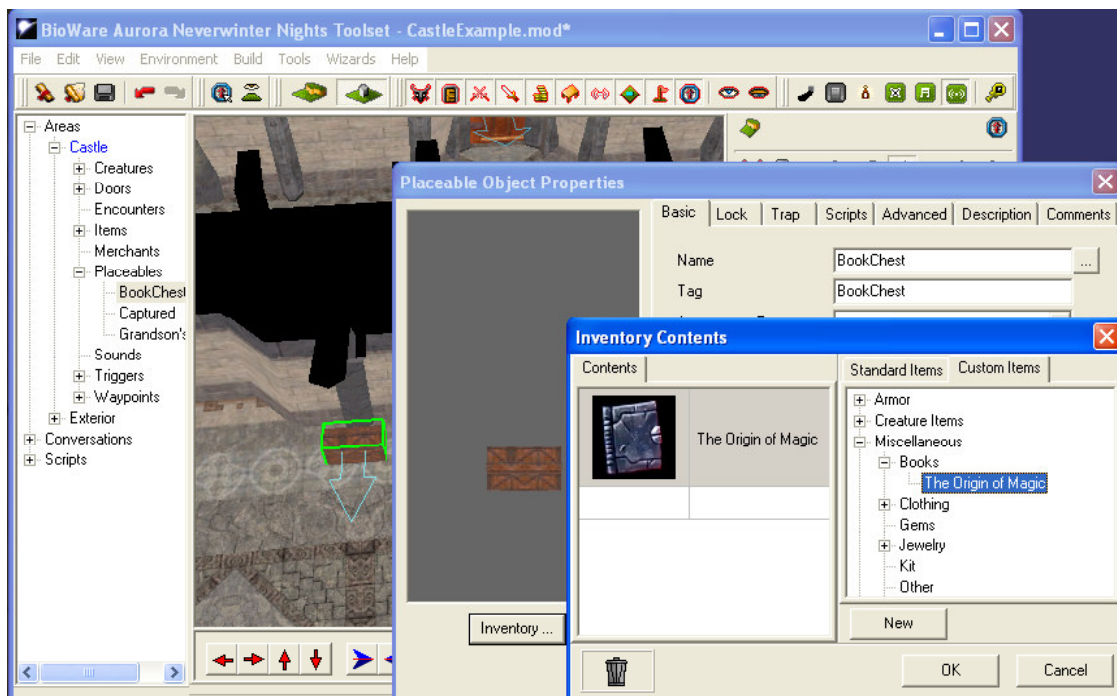 BioWare Aurora Neverwinter Nights Toolset - CastleExample.mod*
File Edit View Environment Build Tools Wizards Help
Areas
Castle
Creatures
Doors
Encounters
Items
Merchants
Placeables
BookChest
Captured
Grandson's
Sounds
Triggers
Waypoints
Exterior
Conversations
Scripts
Placeable Object Properties
Basic Lock Trap Scripts Advanced Description Comments
Name BookChest ...
Tag BookChest
Inventory ...
Inventory Contents
Contents
The Origin of Magic
Standard Items Custom Items
Armor
Creature Items
Miscellaneous
Books
The Origin of Magic
Clothing
Gems
Jewelry
Kit
Other
New
OK Cancel